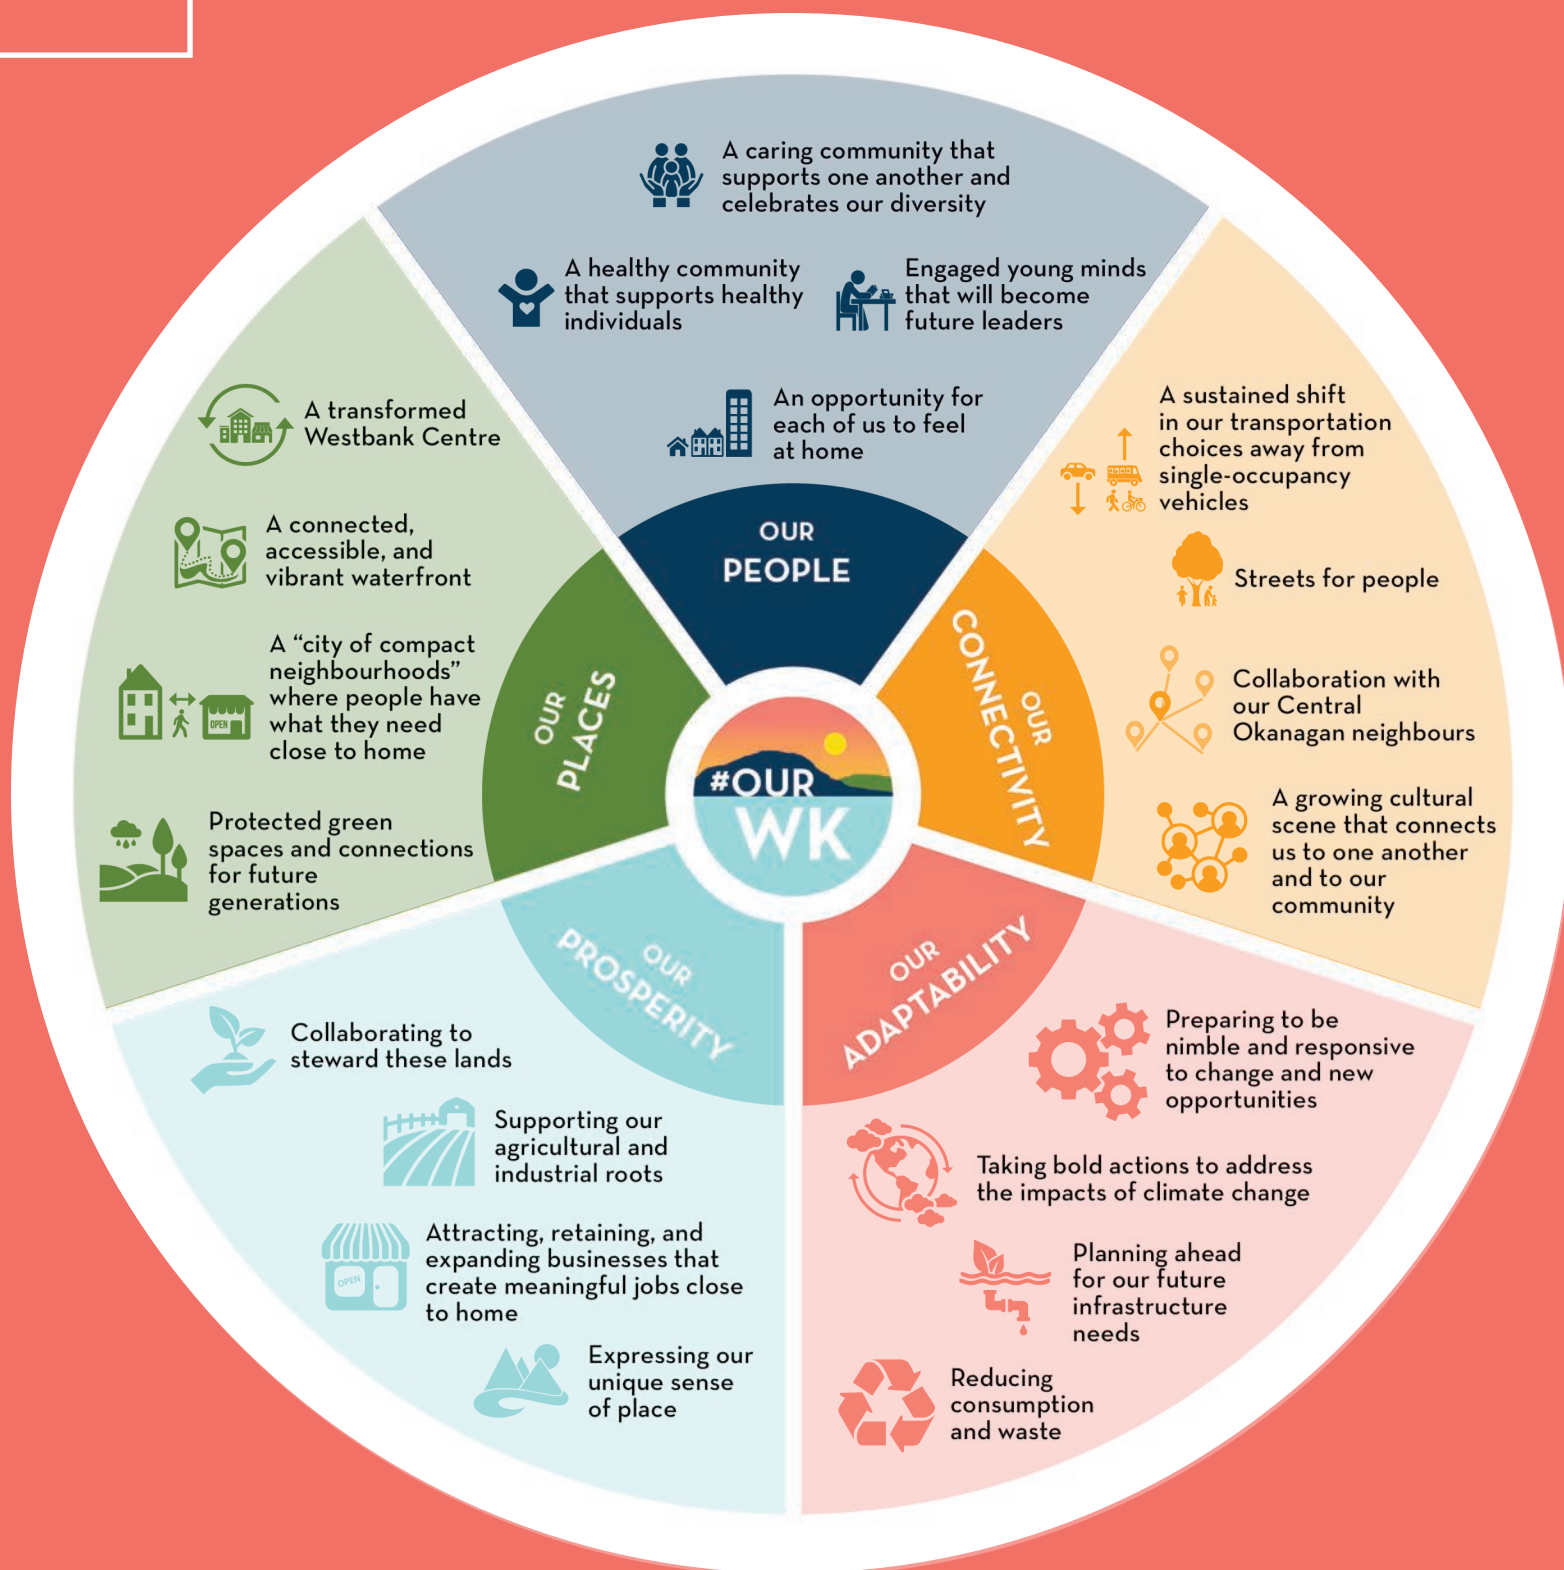 A caring community that
supports one another and
celebrates our diversity
A healthy community
that supports healthy
individuals
Engaged young minds
that will become
future leaders
An opportunity for
each of us to feel
at home
OUR
PEOPLE
A sustained shift
in our transportation
choices away from
single-occupancy
vehicles
Streets for people
Collaboration with
our Central
Okanagan neighbours
A growing cultural
scene that connects
us to one another
and to our
community
OUR
CONNECTIVITY
Preparing to be
nimble and responsive
to change and new
opportunities
Taking bold actions to address
the impacts of climate change
Planning ahead
for our future
infrastructure
needs
Reducing
consumption
and waste
OUR
ADAPTABILITY
Collaborating to
steward these lands
Supporting our
agricultural and
industrial roots
OPEN
Attracting, retaining, and
expanding businesses that
create meaningful jobs close
to home
Expressing our
unique sense
of place
OUR
PROSPERITY
A transformed
Westbank Centre
A connected,
accessible, and
vibrant waterfront
A “city of compact
neighbourhoods”
where people have
what they need
close to home
OPEN
Protected green
spaces and connections
for future
generations
OUR
PLACES
#OUR
WK